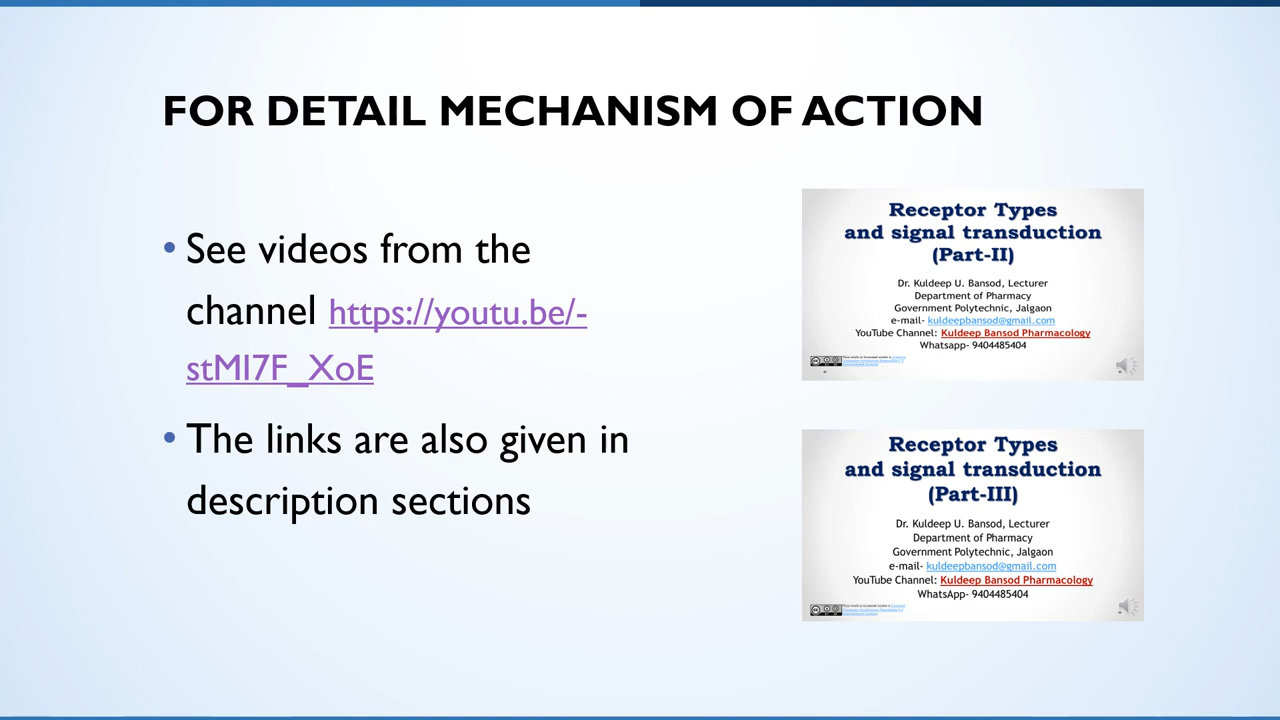 FOR DETAIL MECHANISM OF ACTION
• See videos from the
channel https://youtu.be/-
stMI7F_XoE
• The links are also given in
description sections
Receptor Types
and signal transduction
(Part-II)
Dr. Kuldeep U. Bansod, Lecturer
Department of Pharmacy
Government Polytechnic, Jalgaon
e-mail- kuldeepbansod@gmail.com
YouTube Channel: Kuldeep Bansod Pharmacology
Whatsapp- 9404485404
Receptor Types
and signal transduction
(Part-III)
Dr. Kuldeep U. Bansod, Lecturer
Department of Pharmacy
Government Polytechnic, Jalgaon
e-mail- kuldeepbansod@gmail.com
YouTube Channel: Kuldeep Bansod Pharmacology
WhatsApp- 9404485404